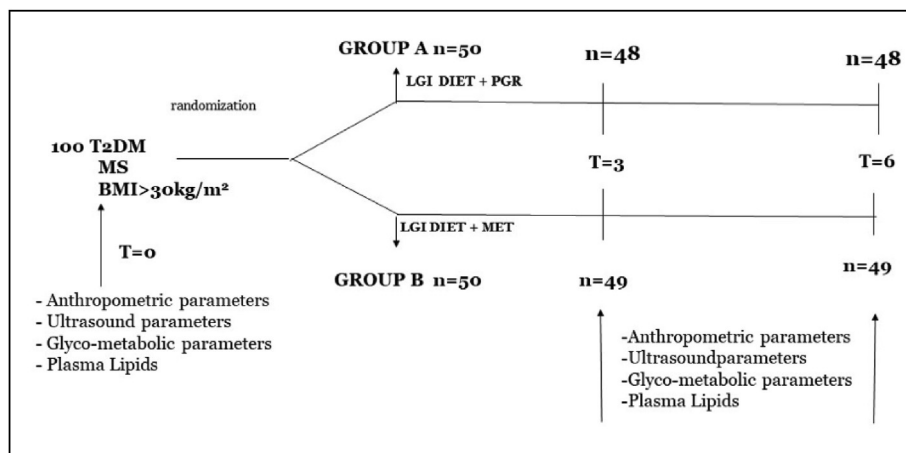 GROUP A n=50
n=48
n=48
LGI DIET + PGR
randomization
100 T2DM
MS
BMI>30kg/m²
T=3
T=6
LGI DIET + MET
T=0
GROUP B n=50
n=49
n=49
- Anthropometric parameters
- Ultrasound parameters
- Glyco-metabolic parameters
- Plasma Lipids
-Anthropometric parameters
-Ultrasoundparameters
-Glyco-metabolic parameters
-Plasma Lipids